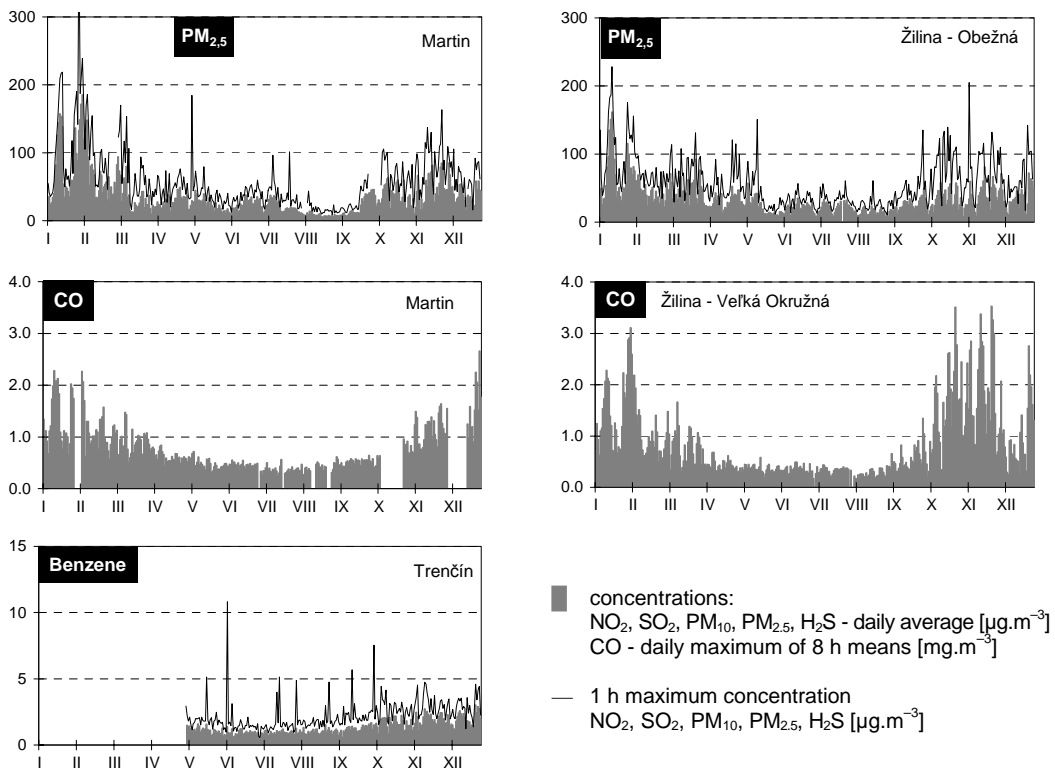 300
200
100
0
PM2,5
Martin
I II III IV V VI VII VIII IX X XI XII
300
200
100
0
PM2,5
Žilina - Obežná
I II III IV V VI VII VIII IX X XI XII
4.0
3.0
2.0
1.0
0.0
CO
Martin
I II III IV V VI VII VIII IX X XI XII
4.0
3.0
2.0
1.0
0.0
CO
Žilina - Veľká Okružná
I II III IV V VI VII VIII IX X XI XII
15
10
5
0
Benzene
Trenčín
I II III IV V VI VII VIII IX X XI XII
concentrations:
NO₂, SO₂, PM₁₀, PM₂.₅, H₂S - daily average [µg.m⁻³]
CO - daily maximum of 8 h means [mg.m⁻³]
1 h maximum concentration
NO₂, SO₂, PM₁₀, PM₂.₅, H₂S [µg.m⁻³]